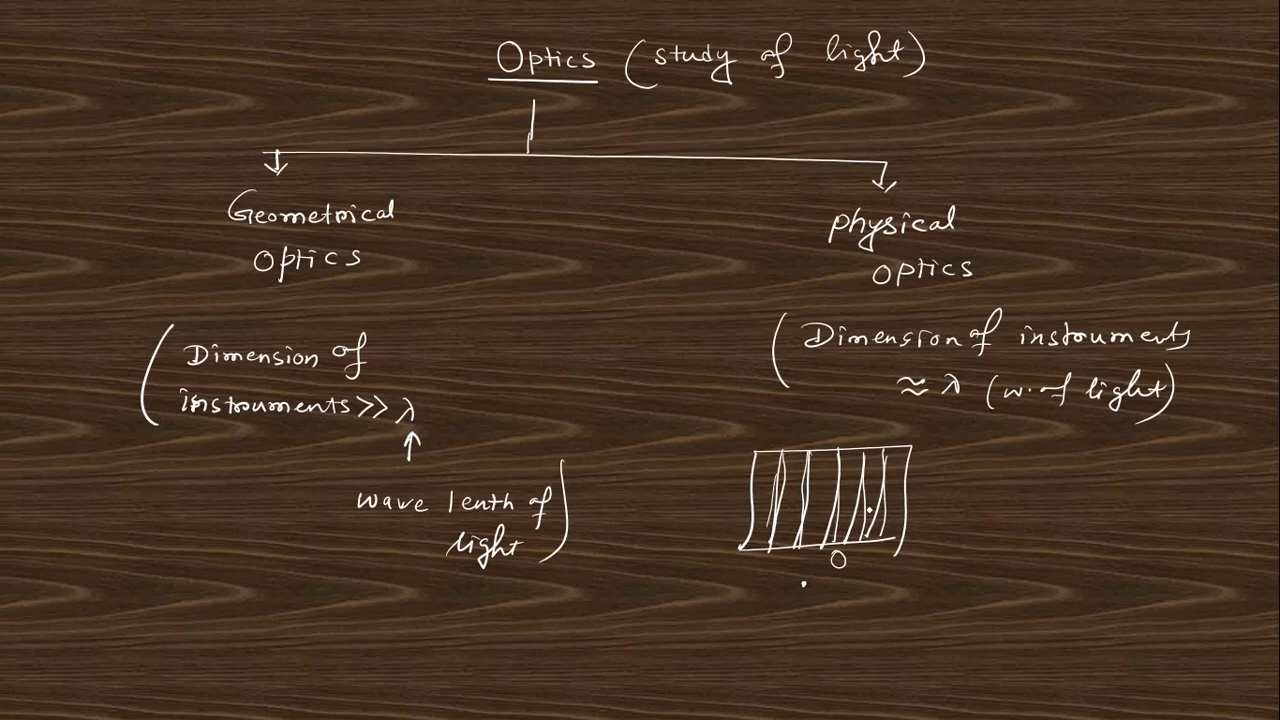 Optics (study of light)
Geometrical
optics
physical
optics
(Dimension of
instruments >> λ
wave lenth of
light)
(Dimension of instruments
≈ λ (w. of light)
O